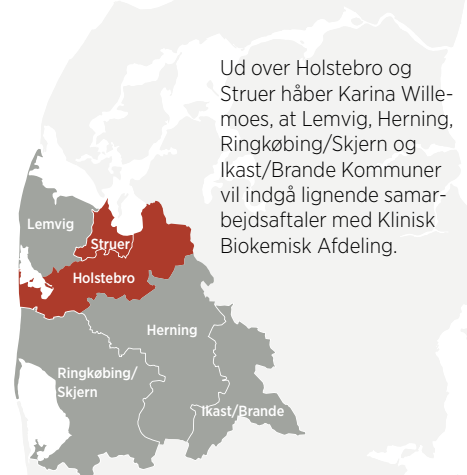 Ud over Holstebro og
Struer håber Karina Wille-
moes, at Lemvig, Herning,
Ringkøbing/Skjern og
Ikast/Brande Kommuner
vil indgå lignende samar-
bejdsaftaler med Klinisk
Biokemisk Afdeling.
Lemvig
Struer
Holstebro
Herning
Ringkøbing/
Skjern
Ikast/Brande